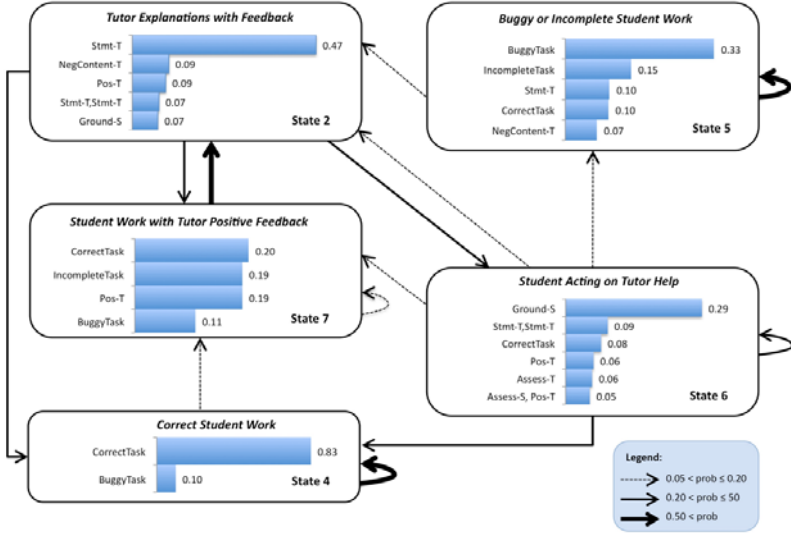 Tutor Explanations with Feedback
Stmt-T 0.47
NegContent-T 0.09
Pos-T 0.09
Stmt-T,Stmt-T 0.07
Ground-S 0.07
State 2
Buggy or Incomplete Student Work
BuggyTask 0.33
IncompleteTask 0.15
Stmt-T 0.10
CorrectTask 0.10
NegContent-T 0.07
State 5
Student Work with Tutor Positive Feedback
CorrectTask 0.20
IncompleteTask 0.19
Pos-T 0.19
BuggyTask 0.11
State 7
Student Acting on Tutor Help
Ground-S 0.29
Stmt-T,Stmt-T 0.09
CorrectTask 0.08
Pos-T 0.06
Assess-T 0.06
Assess-S, Pos-T 0.05
State 6
Correct Student Work
CorrectTask 0.83
BuggyTask 0.10
State 4
Legend:
0.05 < prob ≤ 0.20
0.20 < prob ≤ 50
0.50 < prob